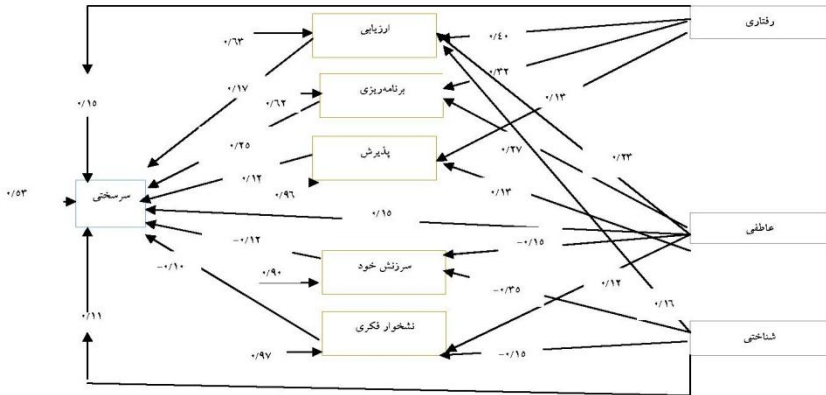 رفتاری
ارزیابی
۰/۶۳
۰/۴۰
۰/۳۲
برنامه‌ریزی
۰/۱۷
۰/۶۲
۰/۱۵
۰/۱۳
پذیرش
۰/۲۵
۰/۲۷
۰/۲۳
۰/۱۲
۰/۹۶
۰/۱۳
سرسختی
۰/۵۳
۰/۱۵
عاطفی
-۰/۱۲
-۰/۱۵
سرزنش خود
-۰/۱۰
۰/۹۰
-۰/۳۵
۰/۱۲
۰/۱۶
۰/۱۱
نشخوار فکری
شناختی
۰/۹۷
-۰/۱۵